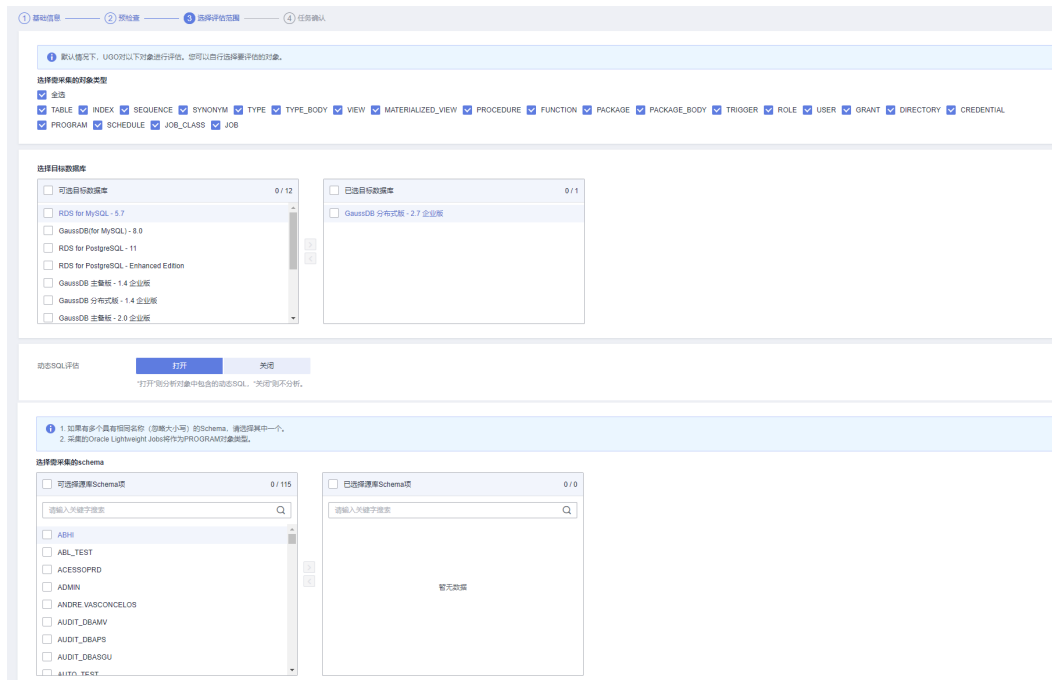 1 基础信息 2 预检查 3 选择评估范围 4 任务确认
默认情况下，UGO对以下对象进行评估。您可以自行选择要评估的对象。
选择需采集的对象类型
全选
TABLE INDEX SEQUENCE SYNONYM TYPE TYPE_BODY VIEW MATERIALIZED_VIEW PROCEDURE FUNCTION PACKAGE PACKAGE_BODY TRIGGER ROLE USER GRANT DIRECTORY CREDENTIAL
PROGRAM SCHEDULE JOB_CLASS JOB
选择目标数据库
可选目标数据库 0 / 12 已选目标数据库 0 / 1
RDS for MySQL - 5.7 GaussDB 分布式版 - 2.7 企业版
GaussDB(for MySQL) - 8.0
RDS for PostgreSQL - 11
RDS for PostgreSQL - Enhanced Edition
GaussDB 主备版 - 1.4 企业版
GaussDB 分布式版 - 1.4 企业版
GaussDB 主备版 - 2.0 企业版
动态SQL评估 打开 关闭
“打开”则分析对象中包含的动态SQL，“关闭”则不分析。
1. 如果有多个具有相同名称（忽略大小写）的Schema，请选择其中一个。
2. 采集的Oracle Lightweight Jobs将作为PROGRAM对象类型。
选择需采集的schema
可选择源库Schema项 0 / 115 已选择源库Schema项 0 / 0
请输入关键字搜索 请输入关键字搜索
ABHI
ABL_TEST
ACESSOPRD
ADMIN 暂无数据
ANDRE.VASCONCELOS
AUDIT_DBAMV
AUDIT_DBAPS
AUDIT_DBASGU
AUTO_TEST